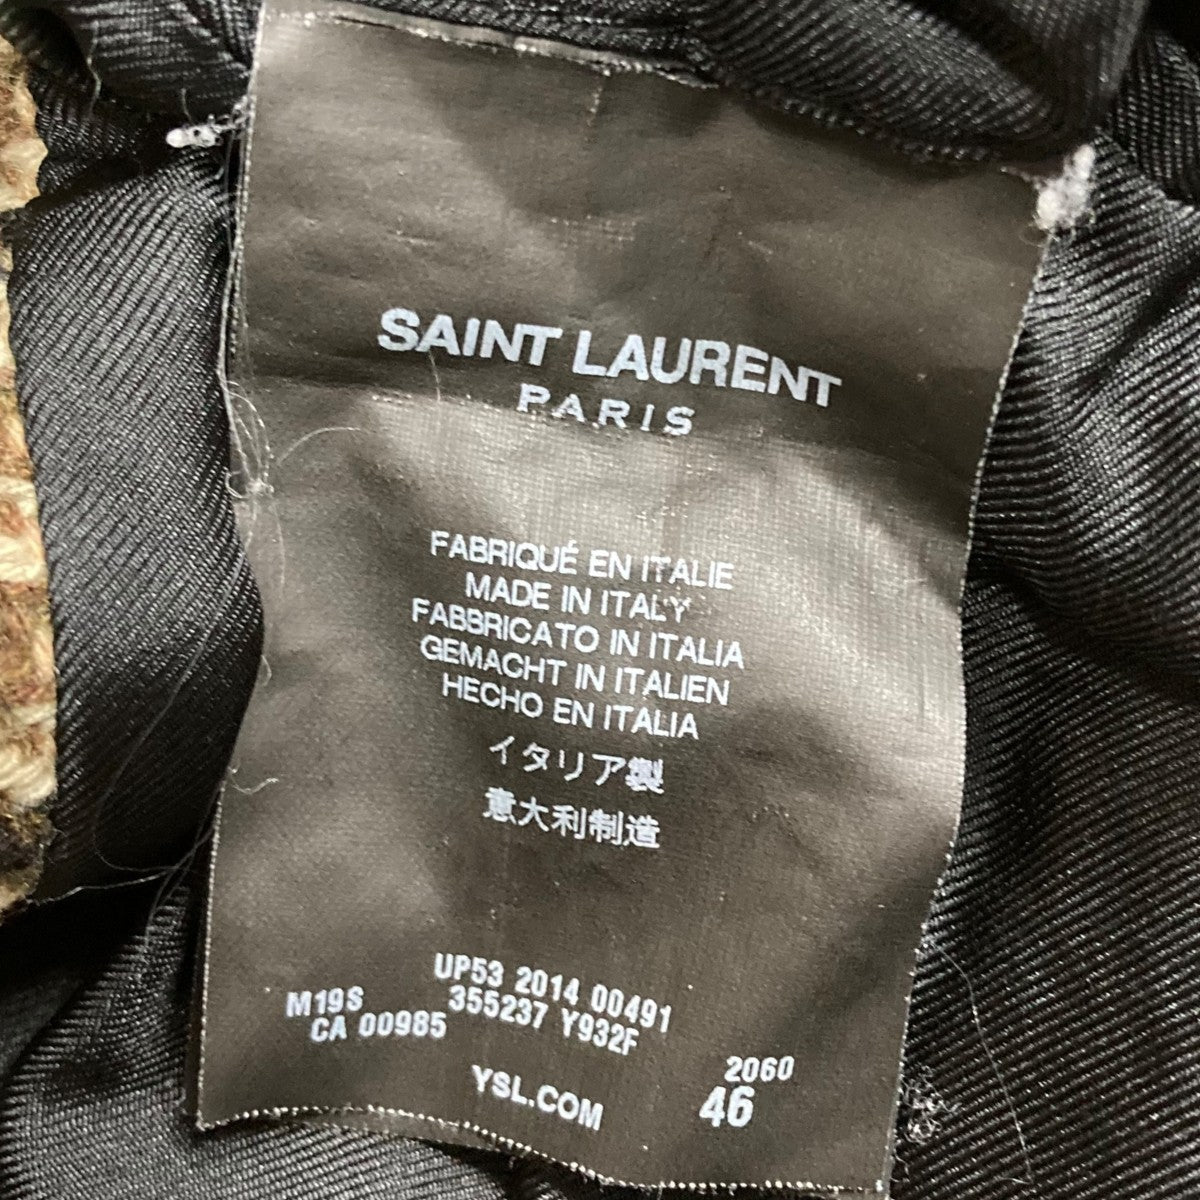 SAINT LAURENT
PARIS
FABRIQUÉ EN ITALIE
MADE IN ITALY
FABBRICATO IN ITALIA
GEMACHT IN ITALIEN
HECHO EN ITALIA
イタリア製
意大利制造
UP53 2014 00491
M19S 355237 Y932F
CA 00985
2060
YSL.COM 46